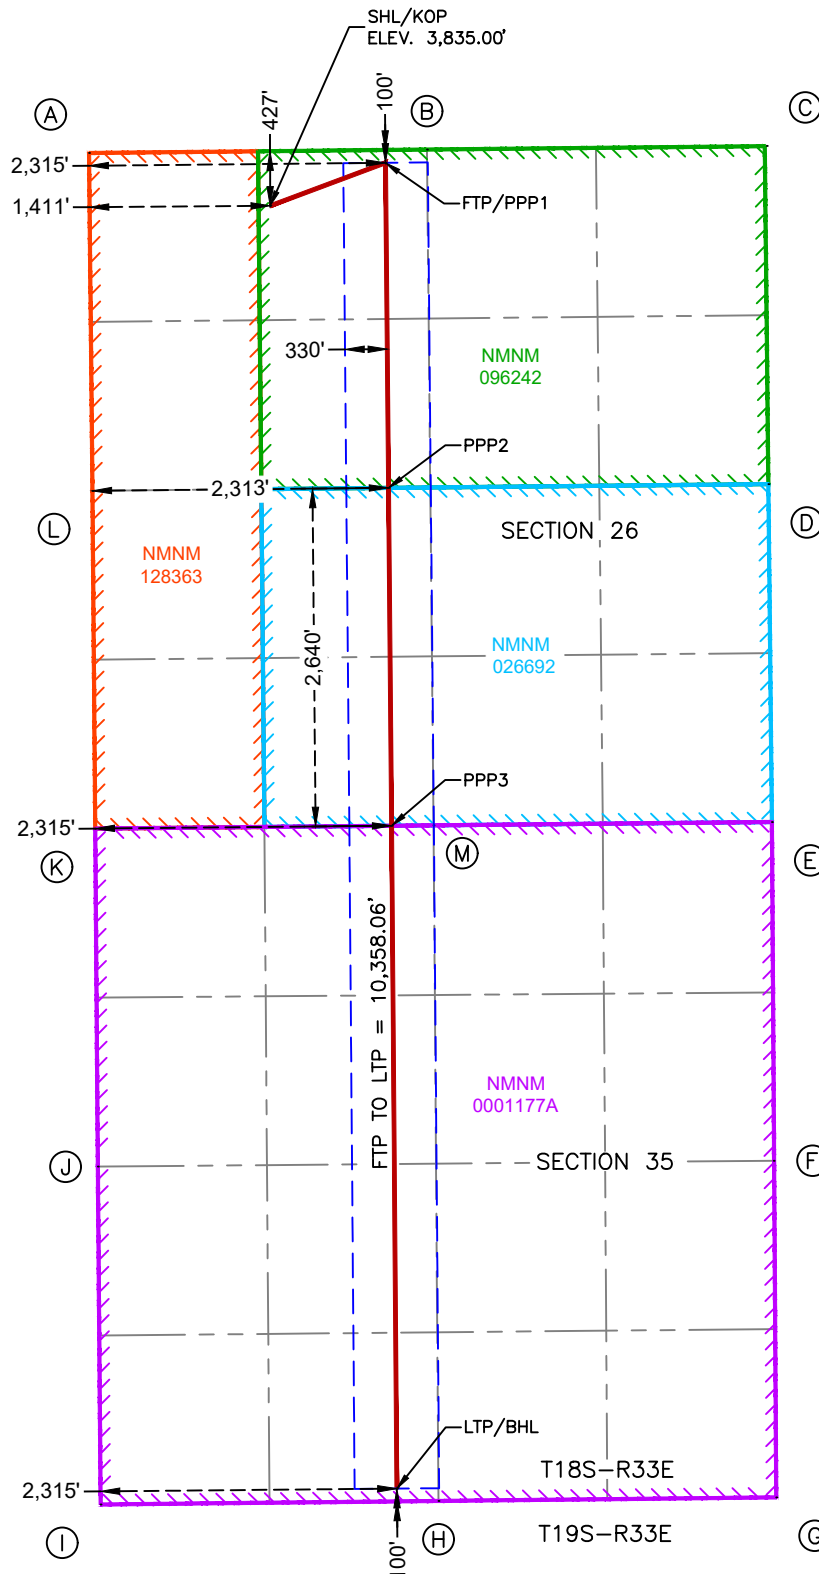 SHL/KOP
ELEV. 3,835.00'
A
427'
100'
B
C
2,315'
1,411'
FTP/PPP1
330'
NMNM
096242
PPP2
2,313'
L
SECTION 26
D
NMNM
128363
2,640'
NMNM
026692
PPP3
2,315'
K
M
E
FTP TO LTP = 10,358.06'
NMNM
0001177A
J
SECTION 35
F
LTP/BHL
2,315'
T18S-R33E
I
100'
H
T19S-R33E
G